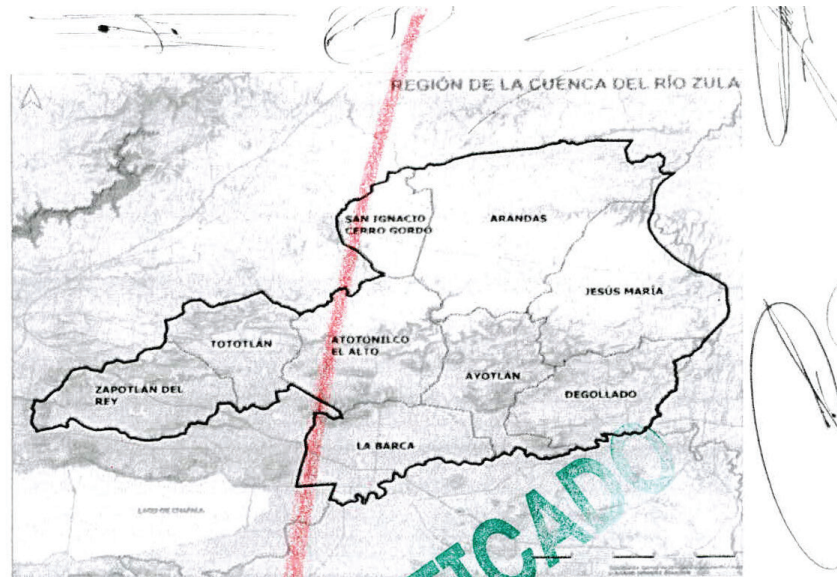 REGIÓN DE LA CUENCA DEL RÍO ZULA
SAN IGNACIO
CERRO GORDO
ARANDAS
JESÚS MARÍA
TOTOTLÁN
ATOTONILCO
EL ALTO
AYOTLÁN
ZAPOTLÁN DEL
REY
DEGOLLADO
LA BARCA
LAGO DE CHAPALA